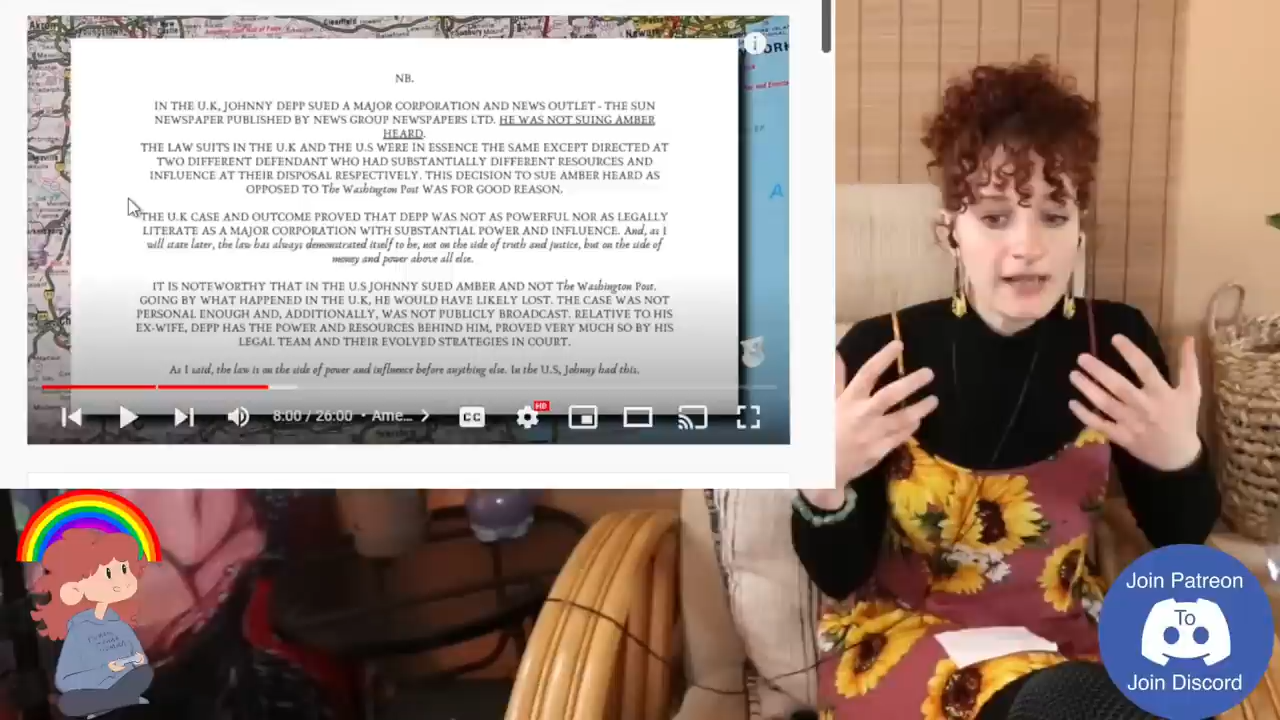 NB.
IN THE U.K, JOHNNY DEPP SUED A MAJOR CORPORATION AND NEWS OUTLET - THE SUN
NEWSPAPER PUBLISHED BY NEWS GROUP NEWSPAPERS LTD. HE WAS NOT SUING AMBER
HEARD.
THE LAW SUITS IN THE U.K AND THE U.S WERE IN ESSENCE THE SAME EXCEPT DIRECTED AT
TWO DIFFERENT DEFENDANT WHO HAD SUBSTANTIALLY DIFFERENT RESOURCES AND
INFLUENCE AT THEIR DISPOSAL RESPECTIVELY. THIS DECISION TO SUE AMBER HEARD AS
OPPOSED TO The Washington Post WAS FOR GOOD REASON.
THE U.K CASE AND OUTCOME PROVED THAT DEPP WAS NOT AS POWERFUL NOR AS LEGALLY
LITERATE AS A MAJOR CORPORATION WITH SUBSTANTIAL POWER AND INFLUENCE. And, as I
will state later, the law has always demonstrated itself to be, not on the side of truth and justice, but on the side of
money and power above all else.
IT IS NOTEWORTHY THAT IN THE U.S JOHNNY SUED AMBER AND NOT The Washington Post.
GOING BY WHAT HAPPENED IN THE U.K, HE WOULD HAVE LIKELY LOST. THE CASE WAS NOT
PERSONAL ENOUGH AND, ADDITIONALLY, WAS NOT PUBLICLY BROADCAST. RELATIVE TO HIS
EX-WIFE, DEPP HAS THE POWER AND RESOURCES BEHIND HIM, PROVED VERY MUCH SO BY HIS
LEGAL TEAM AND THEIR EVOLVED STRATEGIES IN COURT.
As I said, the law is on the side of power and influence before anything else. In the U.S, Johnny had this.
8:00 / 26:00 • Ame...
CC
HD
Join Patreon
To
Join Discord